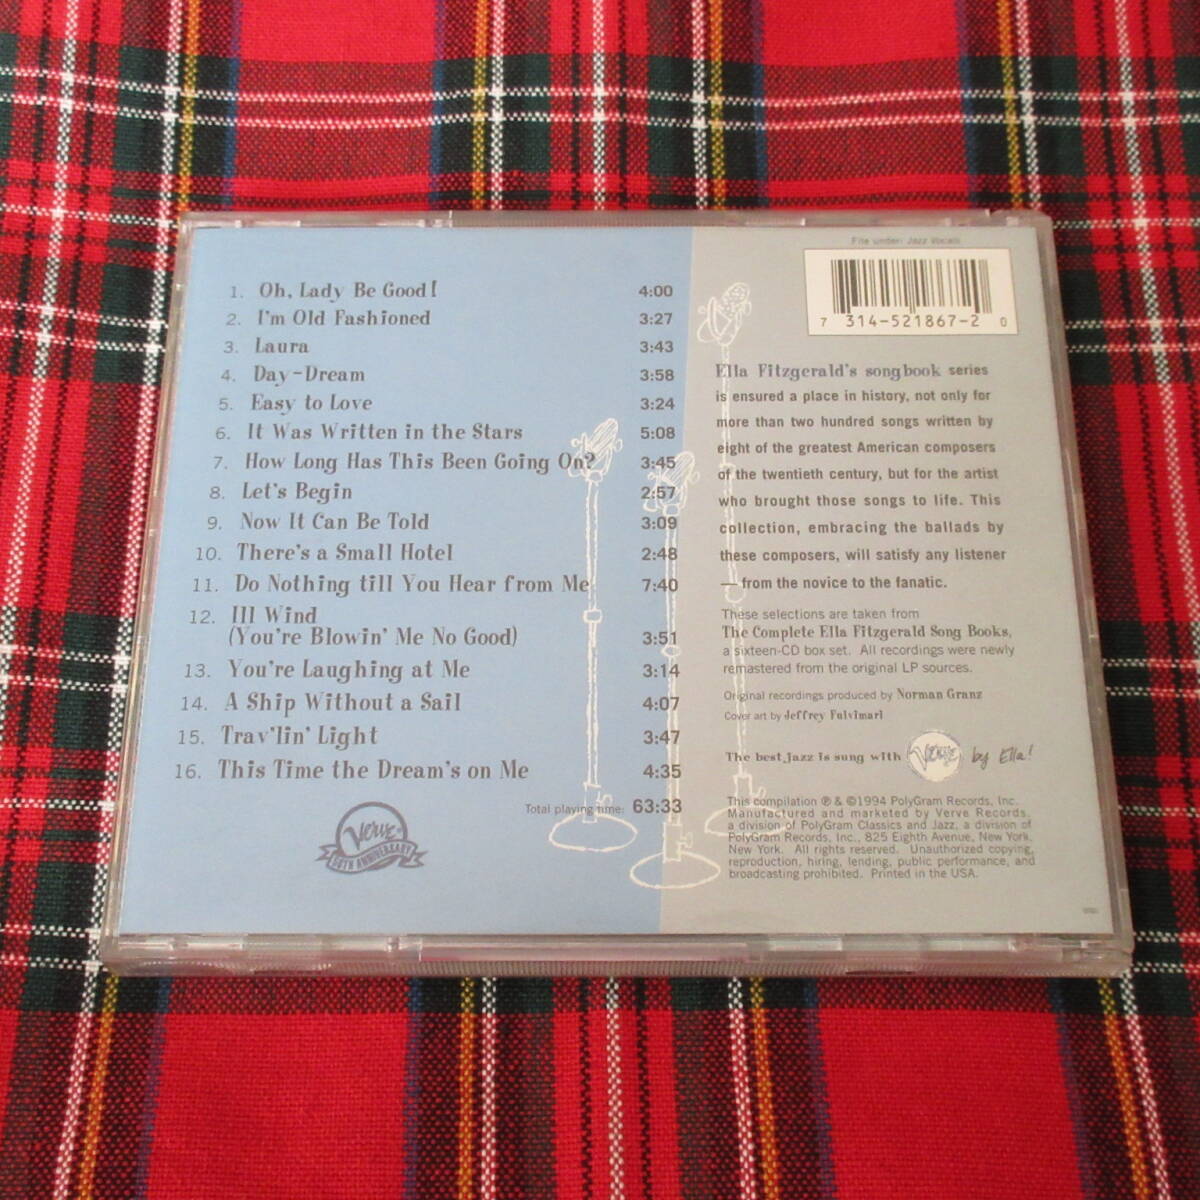 1. Oh, Lady Be Good! 4:00
2. I'm Old Fashioned 3:27
3. Laura 3:43
4. Day-Dream 3:58
5. Easy to Love 3:24
6. It Was Written in the Stars 5:08
7. How Long Has This Been Going On? 3:45
8. Let's Begin 2:57
9. Now It Can Be Told 3:09
10. There's a Small Hotel 2:48
11. Do Nothing till You Hear from Me 7:40
12. Ill Wind
(You're Blowin' Me No Good) 3:51
13. You're Laughing at Me 3:14
14. A Ship Without a Sail 4:07
15. Trav'lin' Light 3:47
16. This Time the Dream's on Me 4:35
Total playing time: 63:33
Verve
50TH ANNIVERSARY
File under: Jazz Vocals
7 314-521867-2 0
Ella Fitzgerald's songbook series
is ensured a place in history, not only for
more than two hundred songs written by
eight of the greatest American composers
of the twentieth century, but for the artist
who brought those songs to life. This
collection, embracing the ballads by
these composers, will satisfy any listener
—from the novice to the fanatic.
These selections are taken from
The Complete Ella Fitzgerald Song Books,
a sixteen-CD box set. All recordings were newly
remastered from the original LP sources.
Original recordings produced by Norman Granz
Cover art by Jeffrey Fulvimari
The best jazz is sung with Verve by Ella!
This compilation ℗ & ©1994 PolyGram Records, Inc.
Manufactured and marketed by Verve Records,
a division of PolyGram Classics and Jazz, a division of
PolyGram Records, Inc., 825 Eighth Avenue, New York,
New York. All rights reserved. Unauthorized copying,
reproduction, hiring, lending, public performance, and
broadcasting prohibited. Printed in the USA.